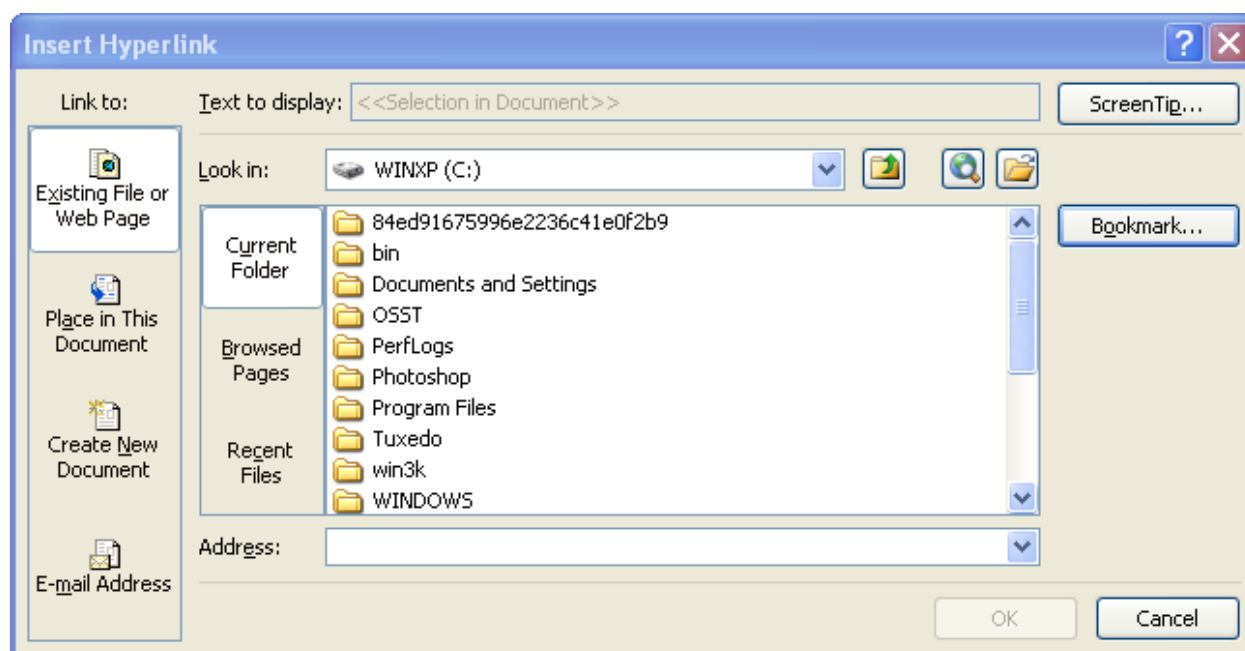 Insert Hyperlink
Link to:
Text to display: <<Selection in Document>>
ScreenTip...
Existing File or
Web Page
Look in: WINXP (C:)
Place in This
Document
Create New
Document
E-mail Address
Current
Folder
Browsed
Pages
Recent
Files
84ed91675996e2236c41e0f2b9
bin
Documents and Settings
OSST
PerfLogs
Photoshop
Program Files
Tuxedo
win3k
WINDOWS
Bookmark...
Address:
OK
Cancel